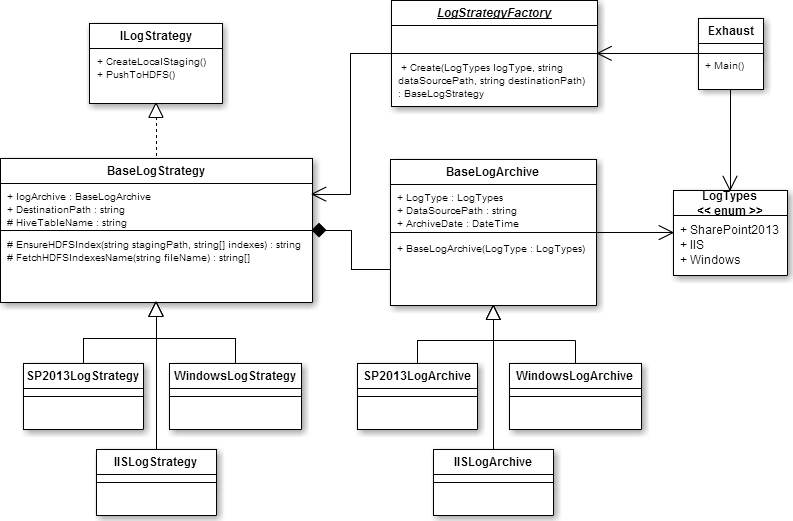 ILogStrategy
+ CreateLocalStaging()
+ PushToHDFS()
LogStrategyFactory
+ Create(LogTypes logType, string
dataSourcePath, string destinationPath)
: BaseLogStrategy
Exhaust
+ Main()
BaseLogStrategy
+ logArchive : BaseLogArchive
+ DestinationPath : string
# HiveTableName : string
# EnsureHDFSIndex(string stagingPath, string[] indexes) : string
# FetchHDFSIndexesName(string fileName) : string[]
BaseLogArchive
+ LogType : LogTypes
+ DataSourcePath : string
+ ArchiveDate : DateTime
+ BaseLogArchive(LogType : LogTypes)
LogTypes
<< enum >>
+ SharePoint2013
+ IIS
+ Windows
SP2013LogStrategy
WindowsLogStrategy
IISLogStrategy
SP2013LogArchive
WindowsLogArchive
IISLogArchive